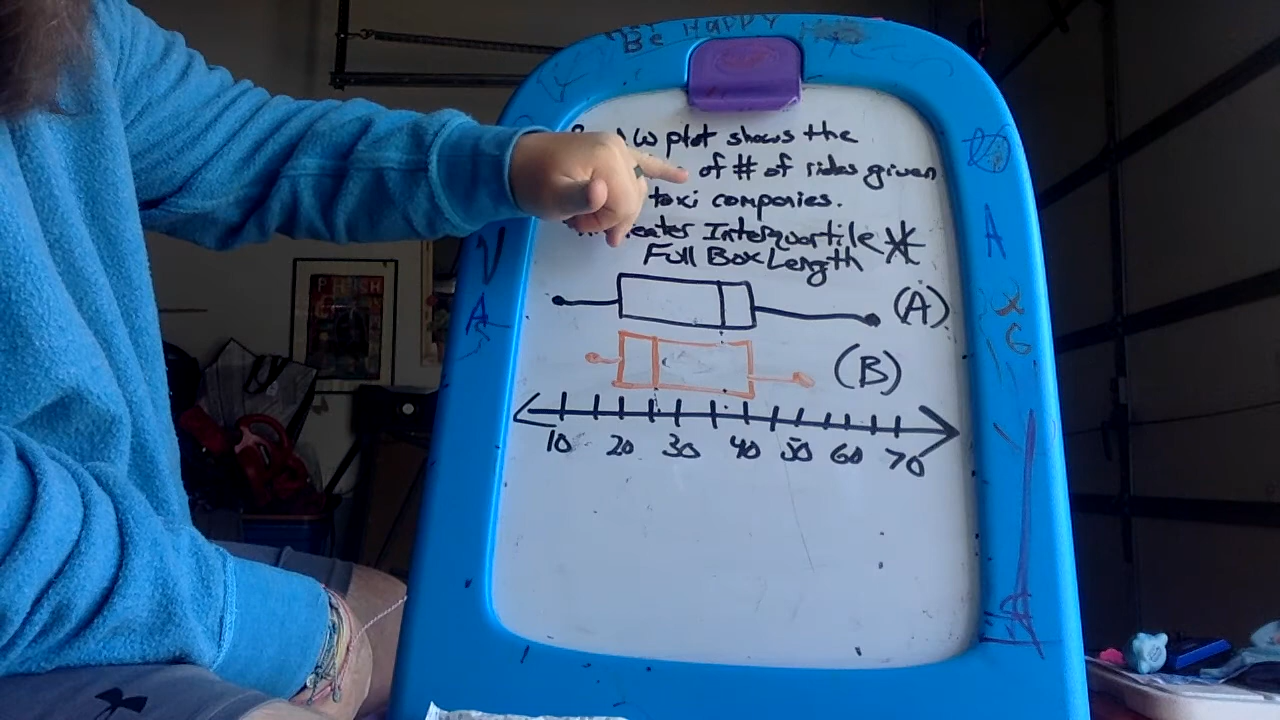 Be HAPPY
W plot shows the
of # of rides given
taxi companies.
Interquartile *
Full Box Length
(A)
(B)
10 20 30 40 50 60 70
PHISH
V
A
A